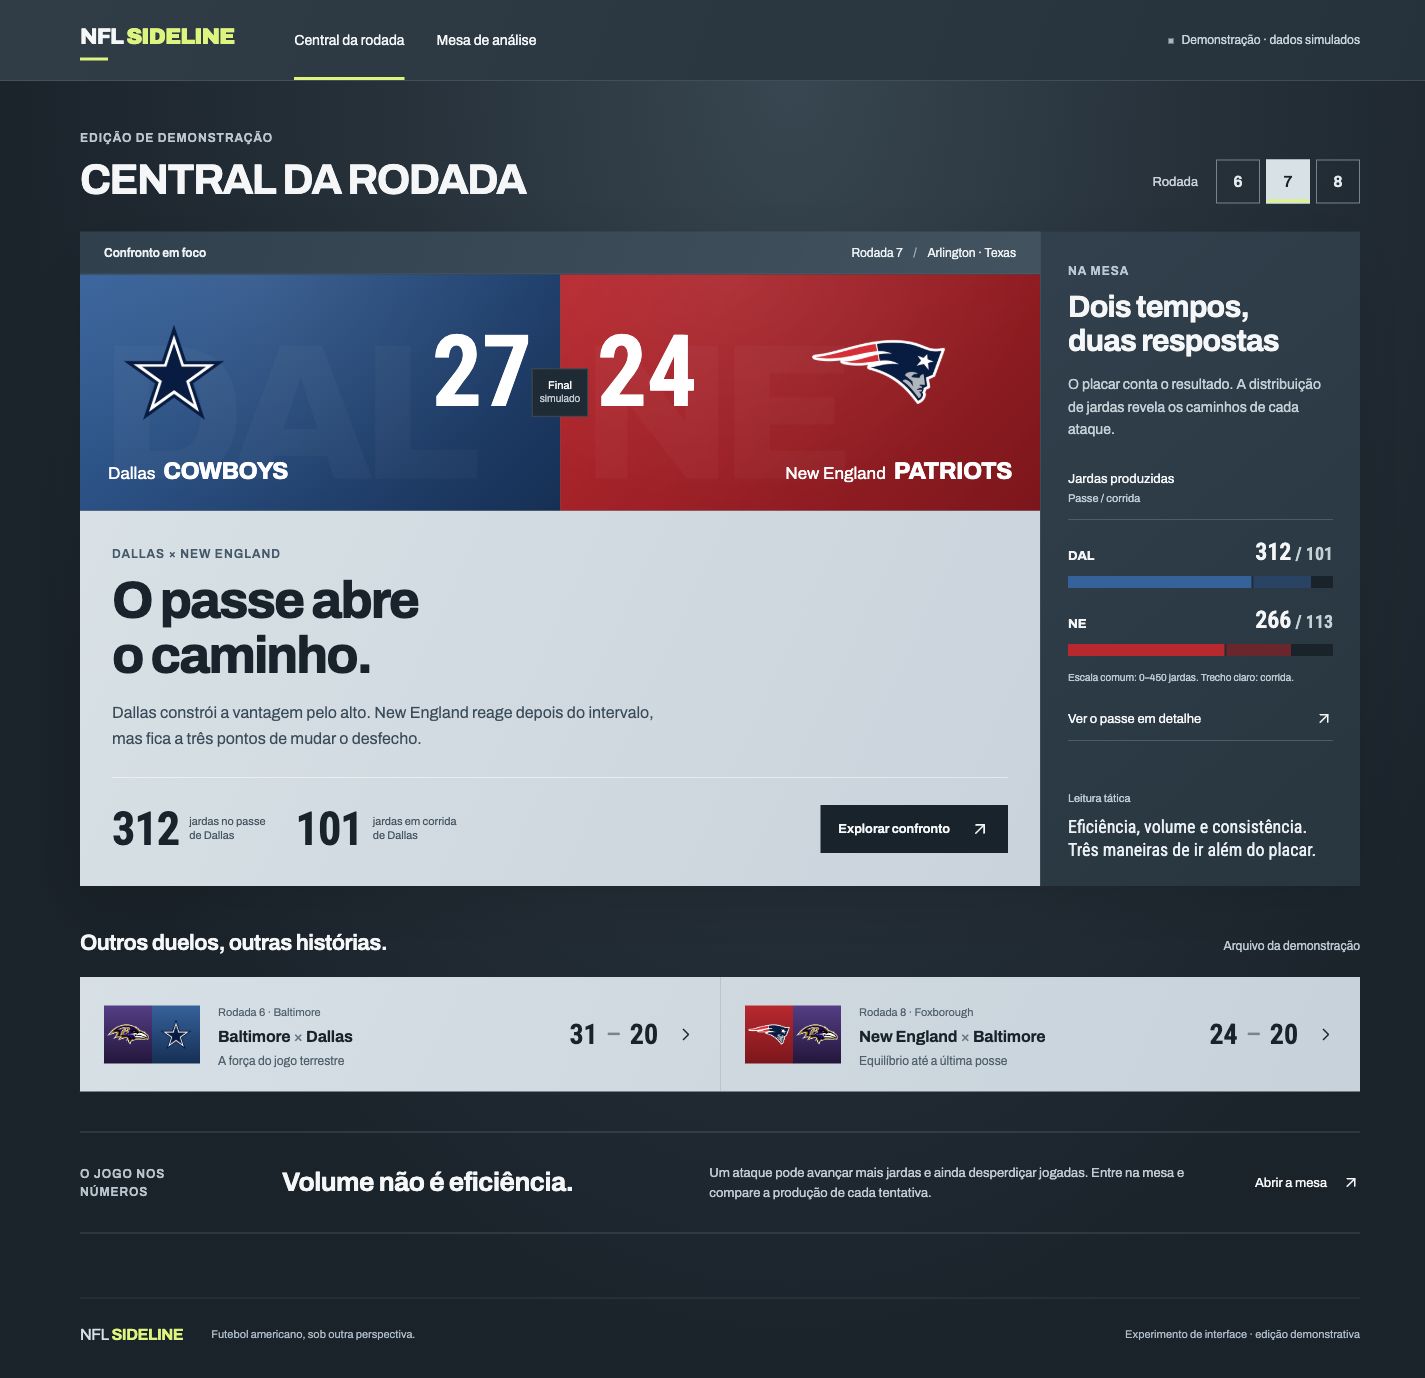 NFL SIDELINE
Central da rodada
Mesa de análise
Demonstração · dados simulados
EDIÇÃO DE DEMONSTRAÇÃO
CENTRAL DA RODADA
Rodada
6
7
8
Confronto em foco
Rodada 7 / Arlington · Texas
DAL
NE
27
Final
simulado
24
Dallas COWBOYS
New England PATRIOTS
DALLAS × NEW ENGLAND
O passe abre
o caminho.
Dallas constrói a vantagem pelo alto. New England reage depois do intervalo,
mas fica a três pontos de mudar o desfecho.
312
jardas no passe
de Dallas
101
jardas em corrida
de Dallas
Explorar confronto
NA MESA
Dois tempos,
duas respostas
O placar conta o resultado. A distribuição
de jardas revela os caminhos de cada
ataque.
Jardas produzidas
Passe / corrida
DAL
312 / 101
NE
266 / 113
Escala comum: 0–450 jardas. Trecho claro: corrida.
Ver o passe em detalhe
Leitura tática
Eficiência, volume e consistência.
Três maneiras de ir além do placar.
Outros duelos, outras histórias.
Arquivo da demonstração
Rodada 6 · Baltimore
Baltimore × Dallas
A força do jogo terrestre
31 – 20
Rodada 8 · Foxborough
New England × Baltimore
Equilíbrio até a última posse
24 – 20
O JOGO NOS
NÚMEROS
Volume não é eficiência.
Um ataque pode avançar mais jardas e ainda desperdiçar jogadas. Entre na mesa e
compare a produção de cada tentativa.
Abrir a mesa
NFL SIDELINE
Futebol americano, sob outra perspectiva.
Experimento de interface · edição demonstrativa